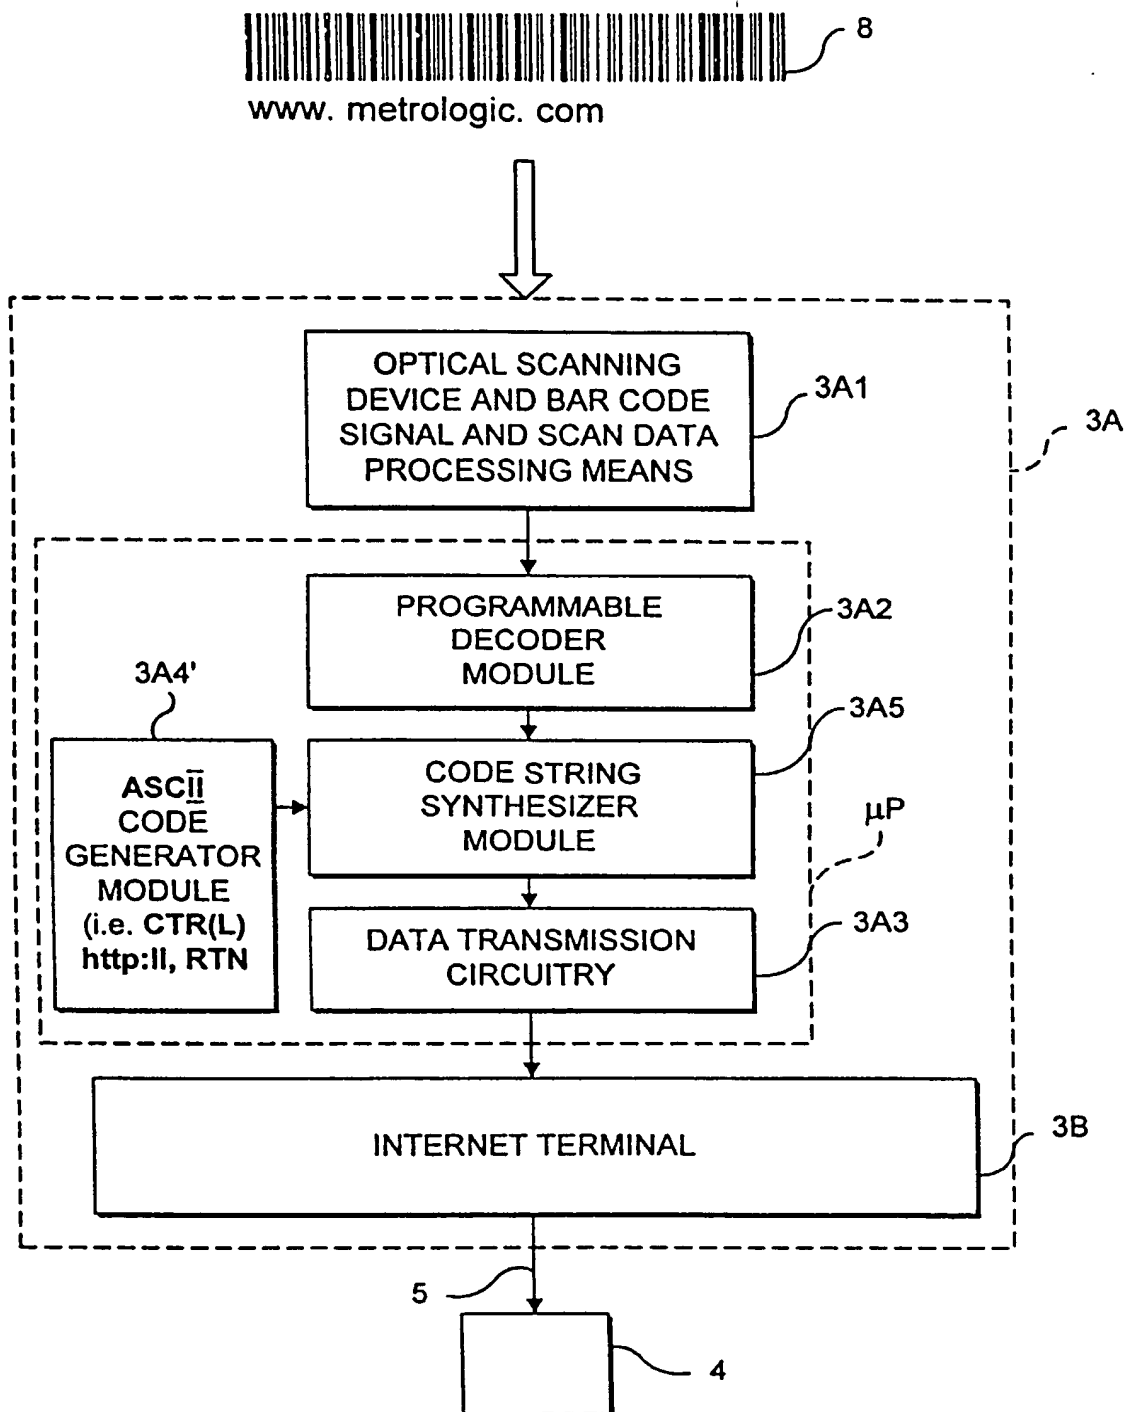 8
www. metrologic. com
OPTICAL SCANNING
DEVICE AND BAR CODE
SIGNAL AND SCAN DATA
PROCESSING MEANS
3A1
3A
PROGRAMMABLE
DECODER
MODULE
3A2
3A4'
ASCII
CODE
GENERATOR
MODULE
(i.e. CTR(L)
http:II, RTN
CODE STRING
SYNTHESIZER
MODULE
3A5
μP
DATA TRANSMISSION
CIRCUITRY
3A3
INTERNET TERMINAL
3B
5
4